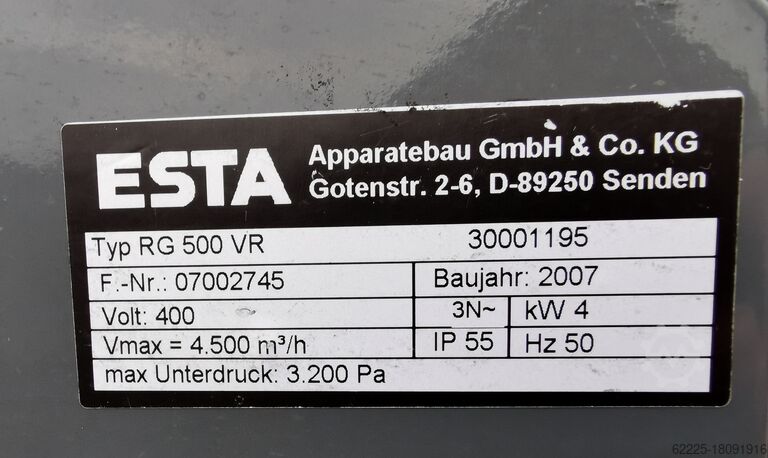 ESTA
Apparatebau GmbH & Co. KG
Gotenstr. 2-6, D-89250 Senden
Typ RG 500 VR 30001195
F.-Nr.: 07002745 Baujahr: 2007
Volt: 400 3N~ kW 4
Vmax = 4.500 m³/h IP 55 Hz 50
max Unterdruck: 3.200 Pa
62225-18091916